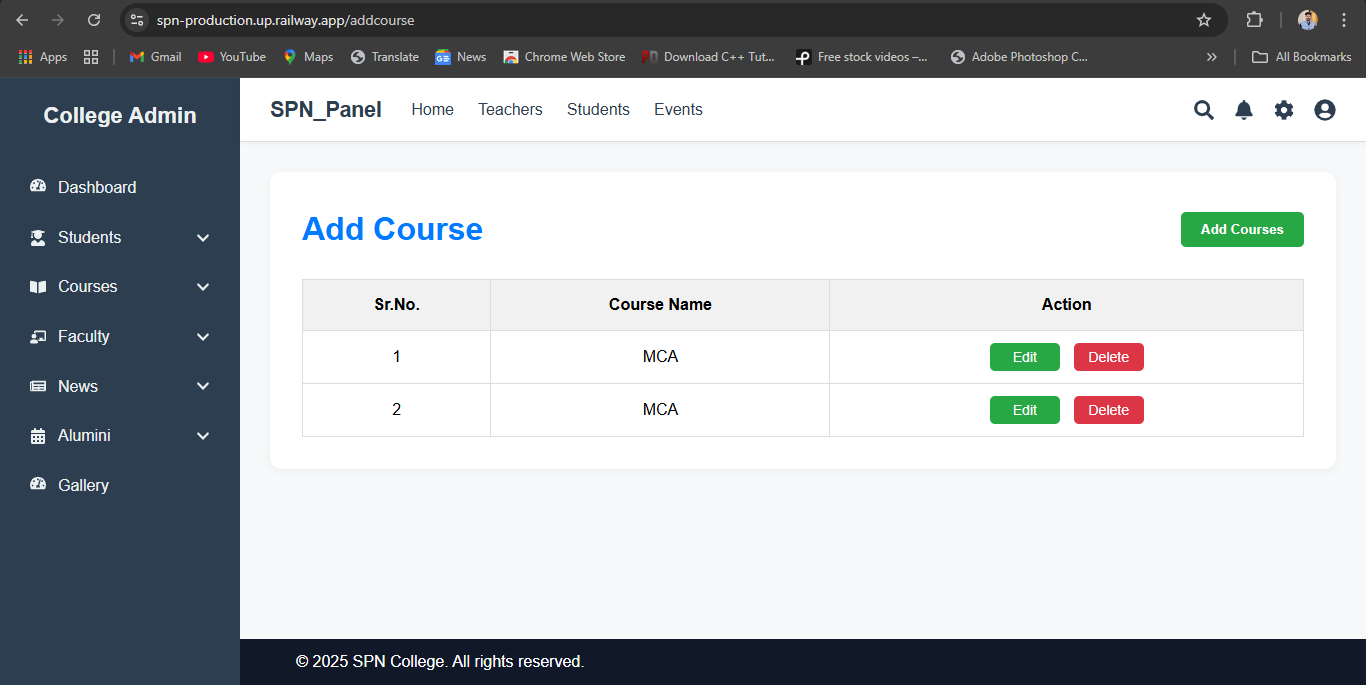 spn-production.up.railway.app/addcourse
Apps Gmail YouTube Maps Translate News Chrome Web Store Download C++ Tut... Free stock videos –... Adobe Photoshop C... » All Bookmarks
College Admin
Dashboard
Students
Courses
Faculty
News
Alumini
Gallery
SPN_Panel Home Teachers Students Events
Add Course Add Courses
Sr.No. Course Name Action
1 MCA Edit Delete
2 MCA Edit Delete
© 2025 SPN College. All rights reserved.